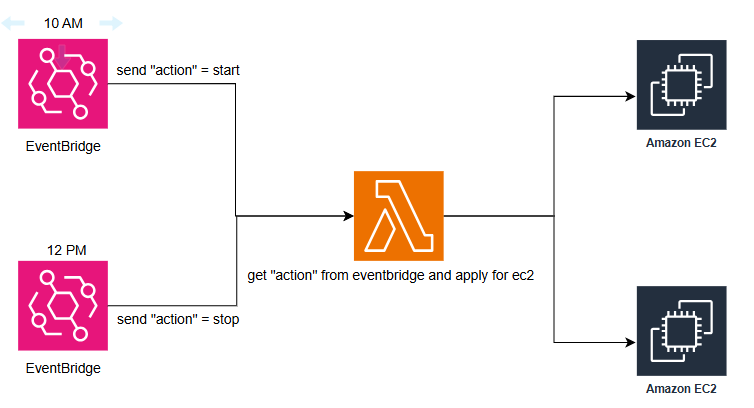 10 AM
send "action" = start
EventBridge
Amazon EC2
12 PM
get "action" from eventbridge and apply for ec2
send "action" = stop
EventBridge
Amazon EC2